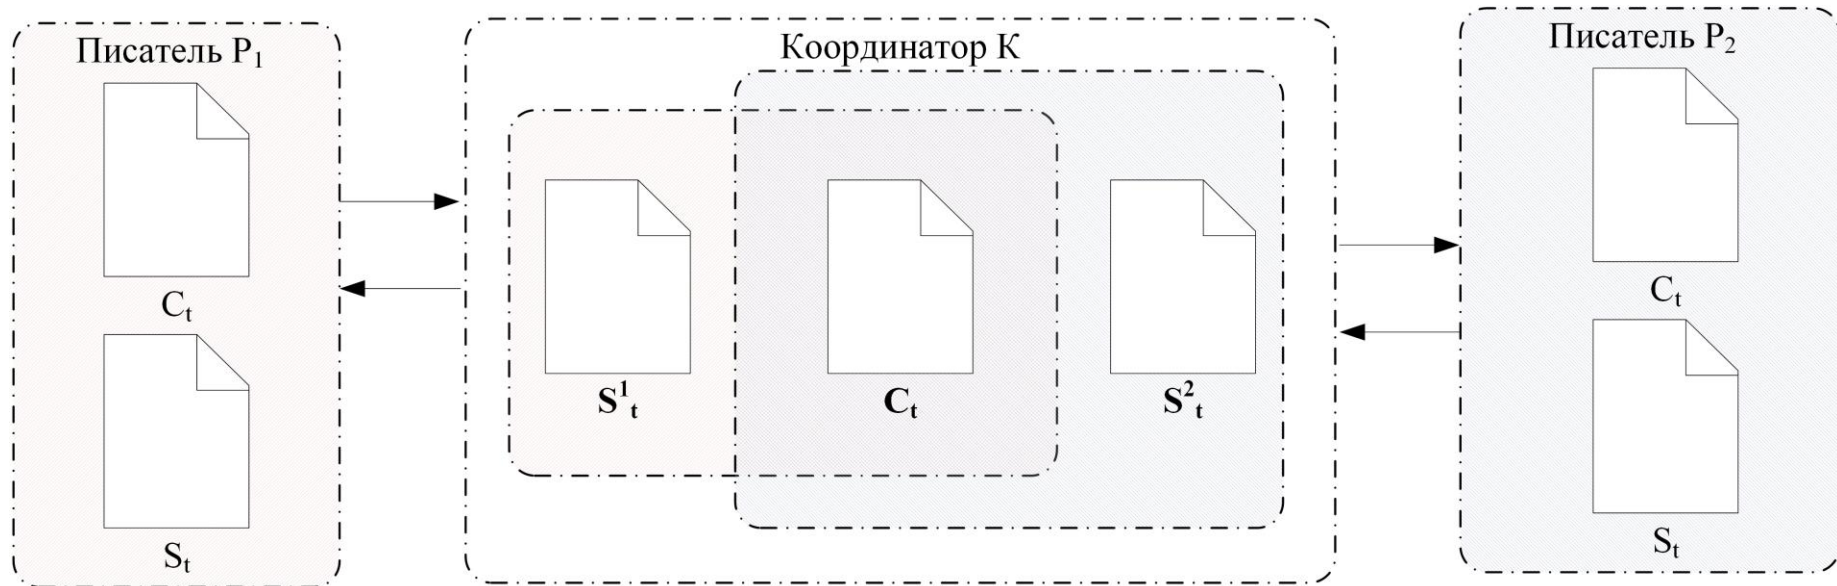 Писатель P₁
Cₜ
Sₜ
Координатор К
S¹ₜ
Cₜ
S²ₜ
Писатель P₂
Cₜ
Sₜ